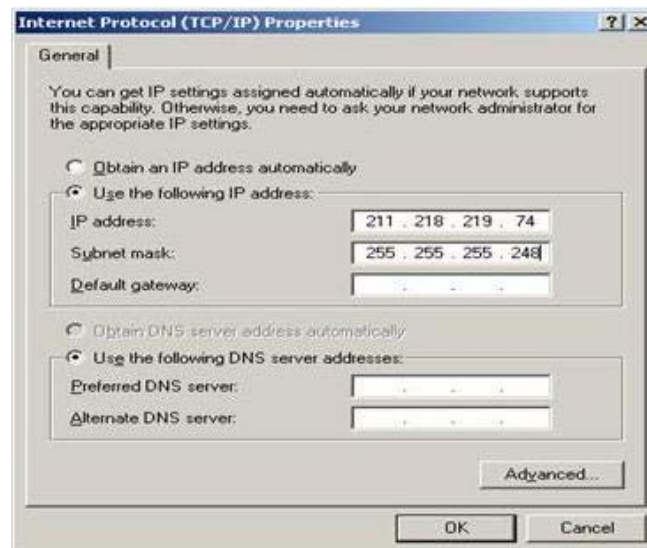 Internet Protocol (TCP/IP) Properties
General
You can get IP settings assigned automatically if your network supports
this capability. Otherwise, you need to ask your network administrator for
the appropriate IP settings.
Obtain an IP address automatically
Use the following IP address:
IP address: 211 . 218 . 219 . 74
Subnet mask: 255 . 255 . 255 . 248
Default gateway: . . .
Obtain DNS server address automatically
Use the following DNS server addresses:
Preferred DNS server: . . .
Alternate DNS server: . . .
Advanced...
OK Cancel